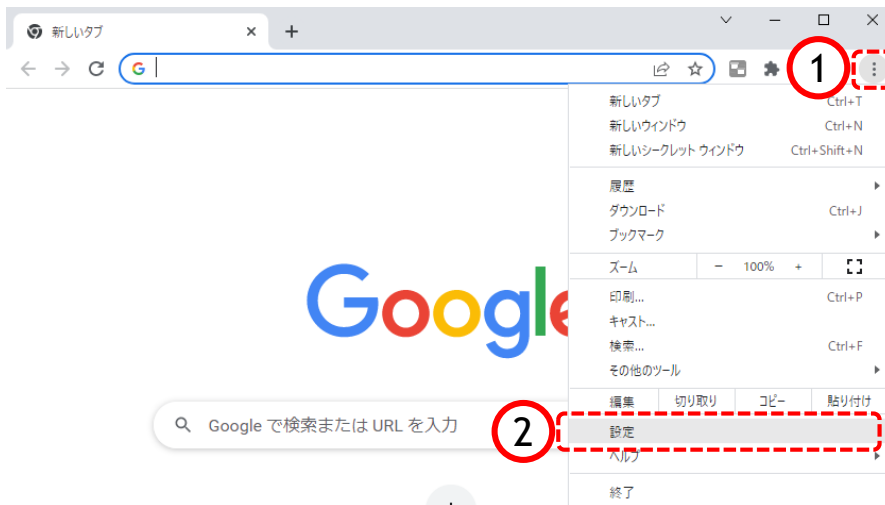 新しいタブ
1
G
新しいタブ Ctrl+T
新しいウィンドウ Ctrl+N
新しいシークレット ウィンドウ Ctrl+Shift+N
履歴
ダウンロード Ctrl+J
ブックマーク
ズーム － 100% ＋
印刷... Ctrl+P
キャスト...
検索... Ctrl+F
その他のツール
編集 切り取り コピー 貼り付け
設定
ヘルプ
終了
Google
Google で検索または URL を入力
2